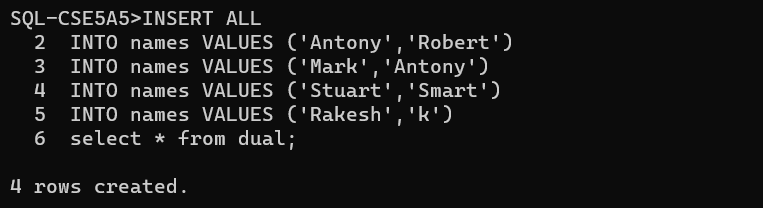 SQL-CSE5A5>INSERT ALL
  2  INTO names VALUES ('Antony','Robert')
  3  INTO names VALUES ('Mark','Antony')
  4  INTO names VALUES ('Stuart','Smart')
  5  INTO names VALUES ('Rakesh','k')
  6  select * from dual;

4 rows created.